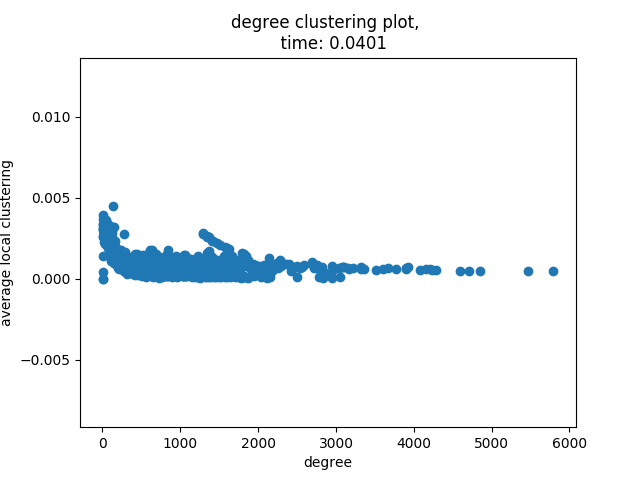 degree clustering plot,
time: 0.0401
average local clustering
0.010
0.005
0.000
−0.005
0
1000
2000
3000
4000
5000
6000
degree